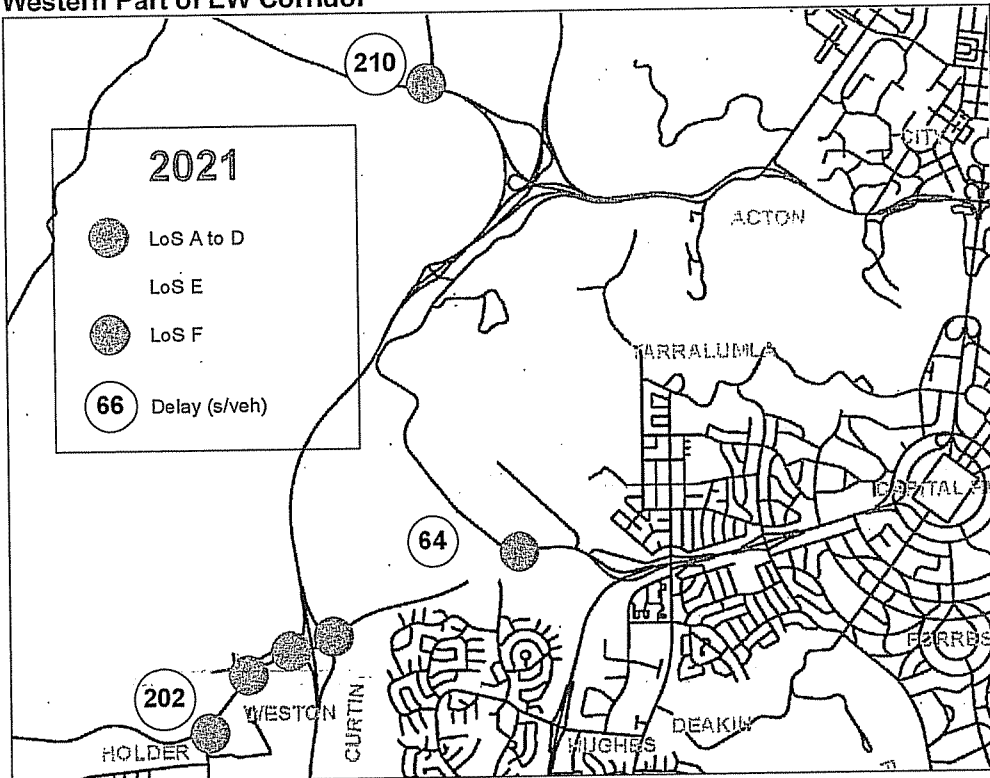 Western Part of EW Corridor
210
2021
LoS A to D
LoS E
LoS F
66 Delay (s/veh)
CITY
ACTON
YARRALUMLA
64
202
WESTON
CURTIN
HOLDER
HUGHES
DEAKIN